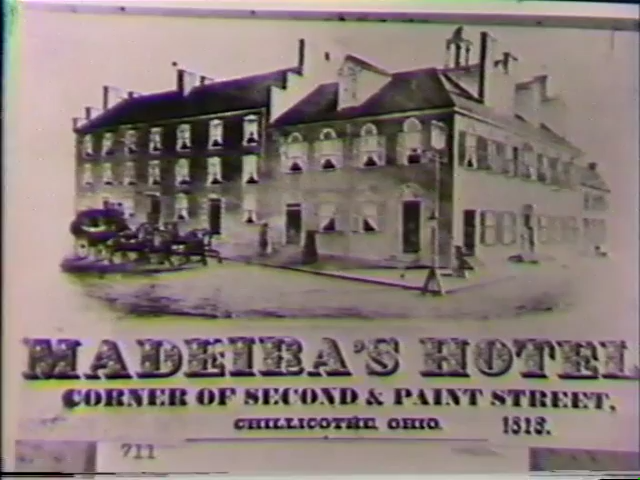 MADEIRA'S HOTEL
CORNER OF SECOND & PAINT STREET,
CHILLICOTHE, OHIO.
1818.
711